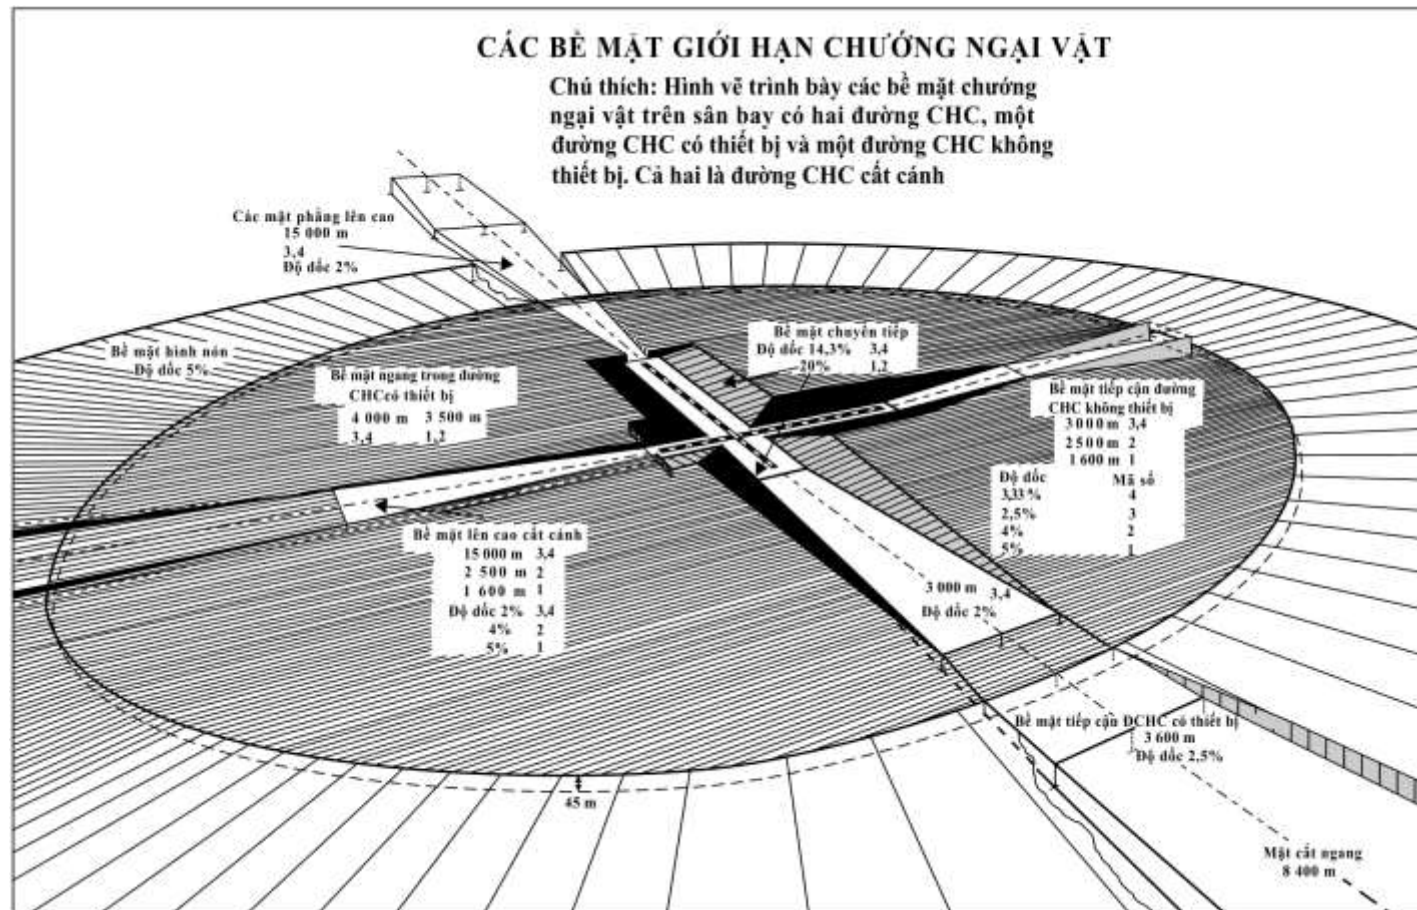 CÁC BỀ MẶT GIỚI HẠN CHƯỚNG NGẠI VẬT
Chú thích: Hình vẽ trình bày các bề mặt chướng
ngại vật trên sân bay có hai đường CHC, một
đường CHC có thiết bị và một đường CHC không
thiết bị. Cả hai là đường CHC cất cánh
Các mặt phẳng lên cao
15 000 m
3,4
Độ dốc 2%
Bề mặt hình nón
Độ dốc 5%
Bề mặt ngang trong đường
CHCcó thiết bị
4 000 m 3 500 m
3,4 1,2
Bề mặt chuyển tiếp
Độ dốc 14,3% 3,4
20% 1,2
Bề mặt tiếp cận đường
CHC không thiết bị
3 000 m 3,4
2 500 m 2
1 600 m 1
Độ dốc Mã số
3,33 % 4
2,5% 3
4% 2
5% 1
Bề mặt lên cao cất cánh
15 000 m 3,4
2 500 m 2
1 600 m 1
Độ dốc 2% 3,4
4% 2
5% 1
3 000 m 3,4
Độ dốc 2%
Bề mặt tiếp cận ĐCHC có thiết bị
3 600 m
Độ dốc 2,5%
45 m
Mặt cắt ngang
8 400 m